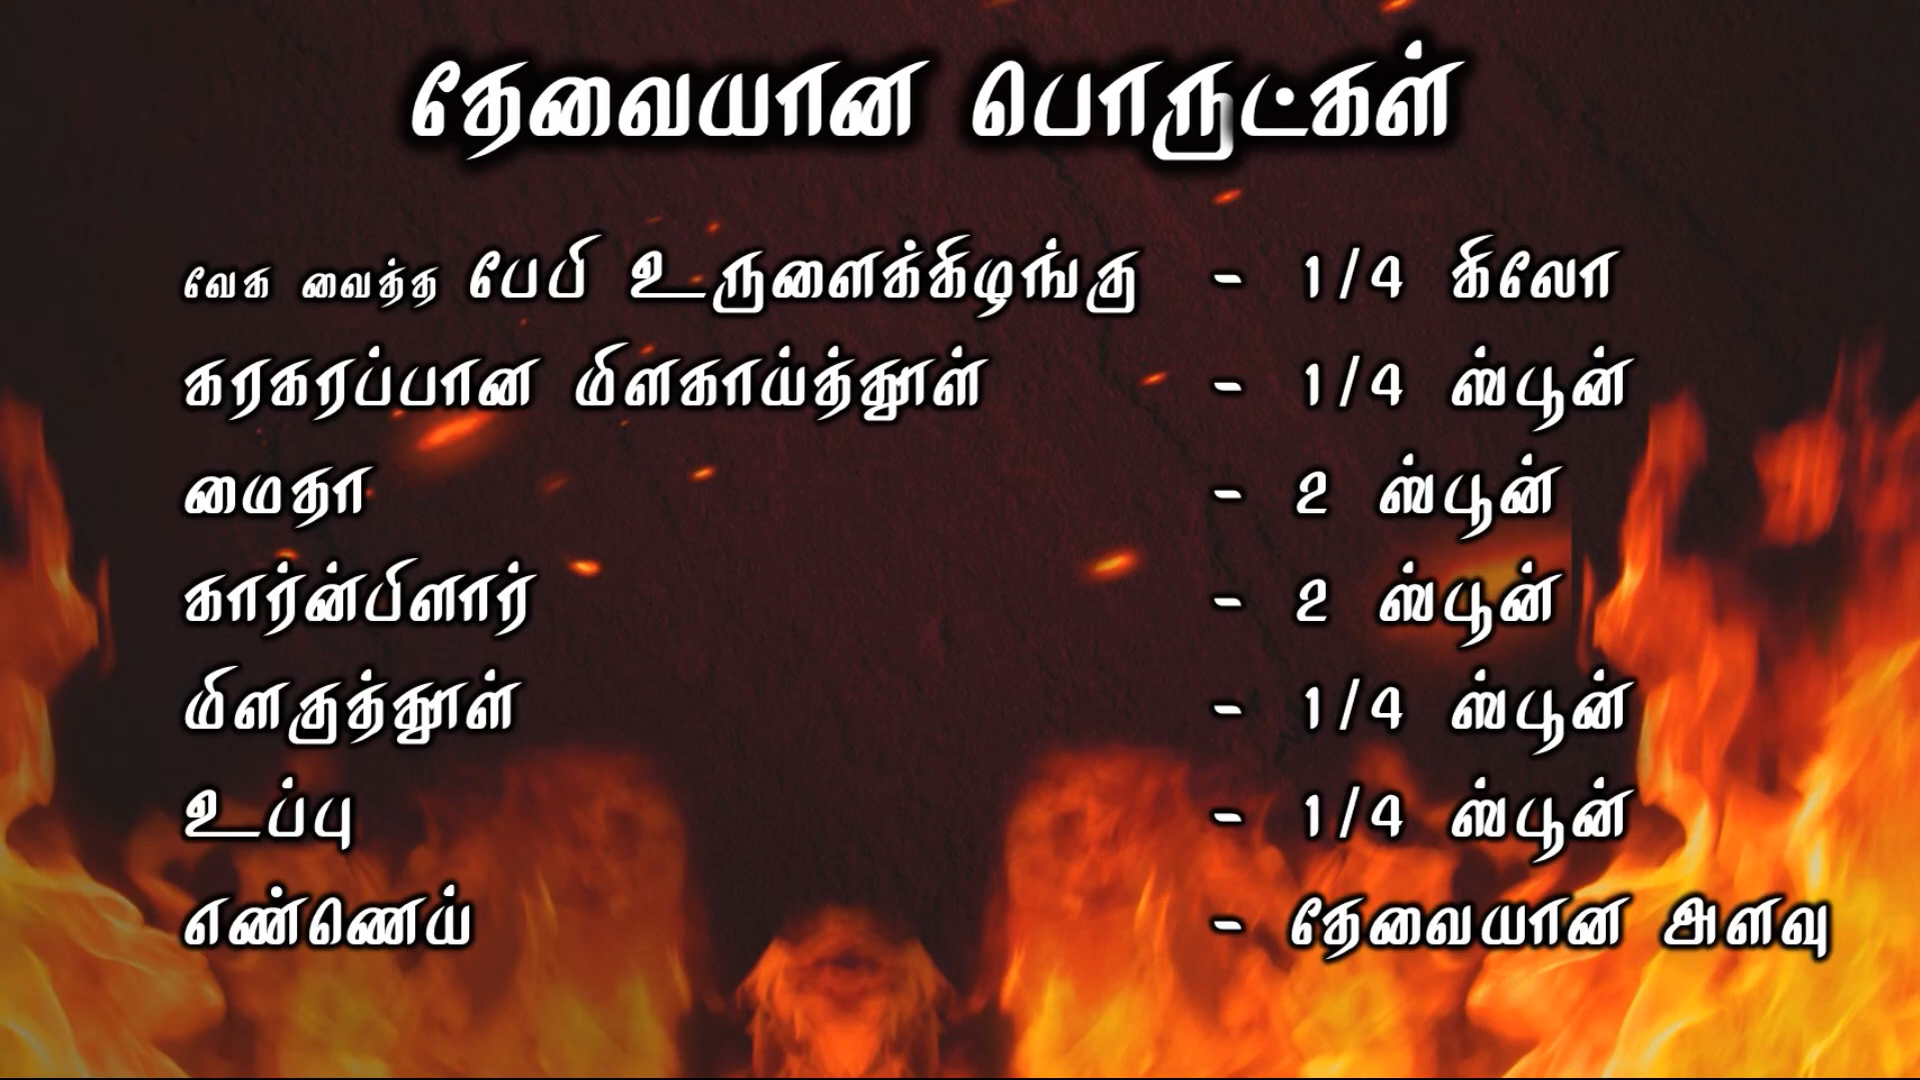 தேவையான பொருட்கள்
வேக வைத்த பேபி உருளைக்கிழங்கு - 1/4 கிலோ
கரகரப்பான மிளகாய்த்தூள் - 1/4 ஸ்பூன்
மைதா - 2 ஸ்பூன்
கார்ன்பிளார் - 2 ஸ்பூன்
மிளகுத்தூள் - 1/4 ஸ்பூன்
உப்பு - 1/4 ஸ்பூன்
எண்ணெய் - தேவையான அளவு